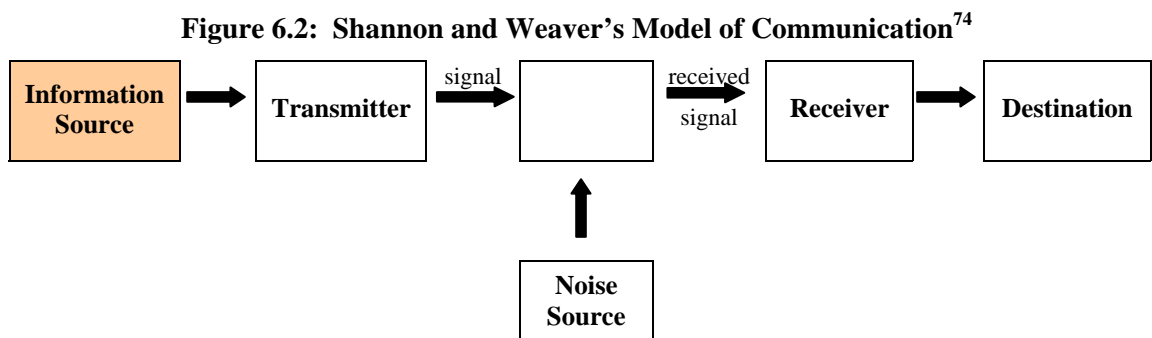 Figure 6.2: Shannon and Weaver's Model of Communication74
Information
Source
Transmitter
signal
received
signal
Receiver
Destination
Noise
Source